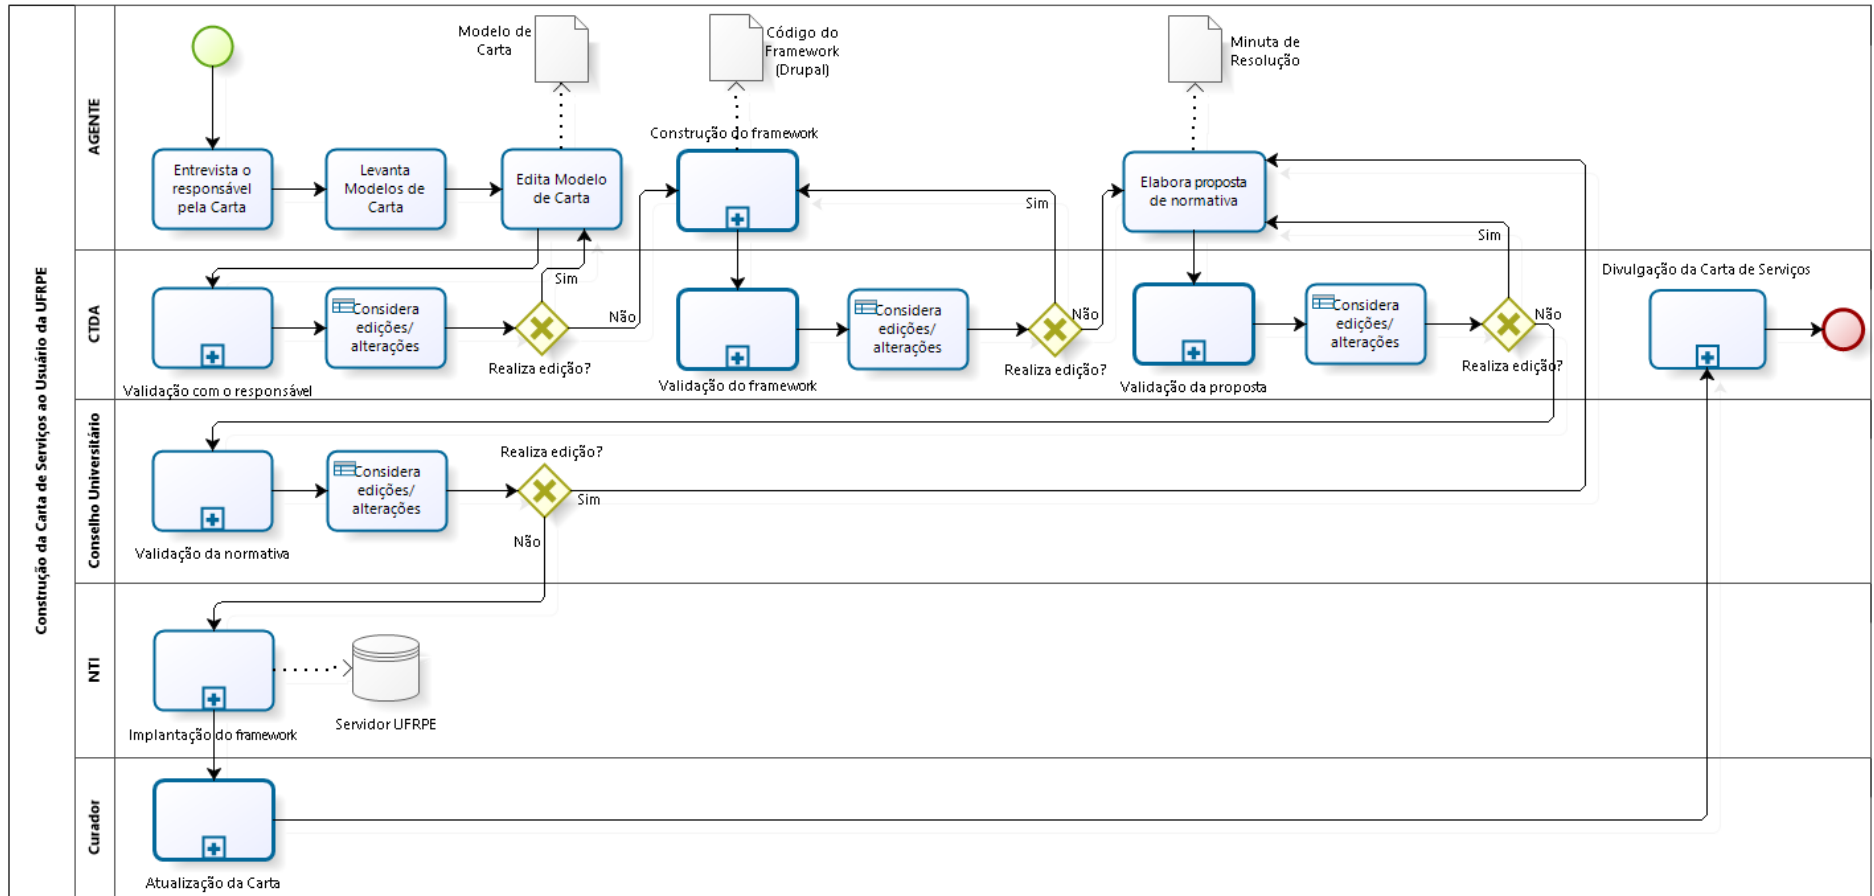 Construção da Carta de Serviços ao Usuário da UFRPE
AGENTE
Modelo de
Carta
Código do
Framework
(Drupal)
Minuta de
Resolução
Entrevista o
responsável
pela Carta
Levanta
Modelos de
Carta
Edita Modelo
de Carta
Construção do framework
Elabora proposta
de normativa
Sim
Sim
CTDA
Sim
Não
Não
Não
Considera
edições/
alterações
Considera
edições/
alterações
Considera
edições/
alterações
Divulgação da Carta de Serviços
Validação com o responsável
Realiza edição?
Validação do framework
Realiza edição?
Validação da proposta
Realiza edição?
Conselho Universitário
Realiza edição?
Considera
edições/
alterações
Sim
Não
Validação da normativa
NTI
Implantação do framework
Servidor UFRPE
Curador
Atualização da Carta